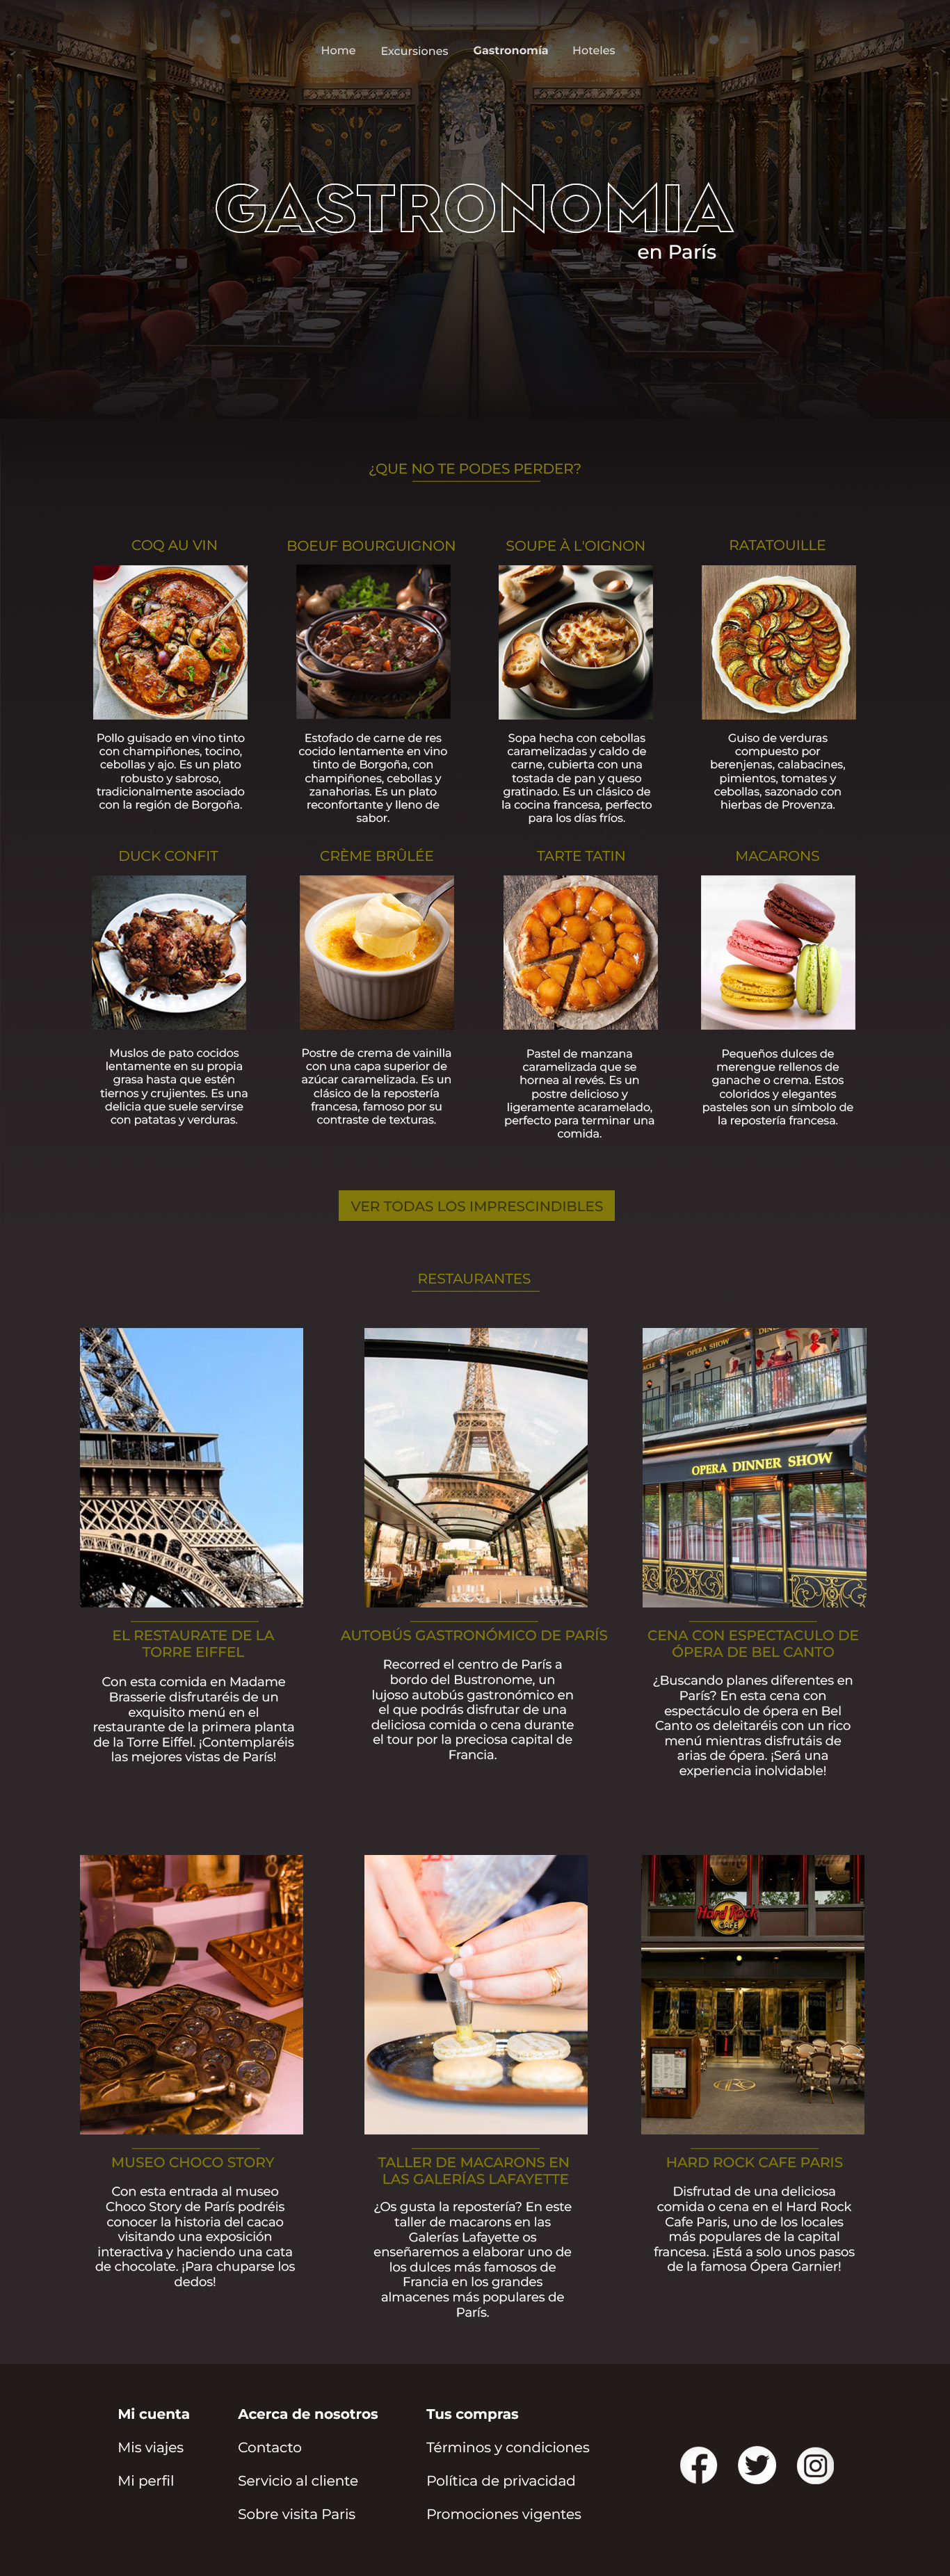 Home Excursiones Gastronomía Hoteles
GASTRONOMIA
en París
¿QUE NO TE PODES PERDER?
COQ AU VIN
Pollo guisado en vino tinto
con champiñones, tocino,
cebollas y ajo. Es un plato
robusto y sabroso,
tradicionalmente asociado
con la región de Borgoña.
BOEUF BOURGUIGNON
Estofado de carne de res
cocido lentamente en vino
tinto de Borgoña, con
champiñones, cebollas y
zanahorias. Es un plato
reconfortante y lleno de
sabor.
SOUPE À L'OIGNON
Sopa hecha con cebollas
caramelizadas y caldo de
carne, cubierta con una
tostada de pan y queso
gratinado. Es un clásico de
la cocina francesa, perfecto
para los días fríos.
RATATOUILLE
Guiso de verduras
compuesto por
berenjenas, calabacines,
pimientos, tomates y
cebollas, sazonado con
hierbas de Provenza.
DUCK CONFIT
Muslos de pato cocidos
lentamente en su propia
grasa hasta que estén
tiernos y crujientes. Es una
delicia que suele servirse
con patatas y verduras.
CRÈME BRÛLÉE
Postre de crema de vainilla
con una capa superior de
azúcar caramelizada. Es un
clásico de la repostería
francesa, famoso por su
contraste de texturas.
TARTE TATIN
Pastel de manzana
caramelizada que se
hornea al revés. Es un
postre delicioso y
ligeramente acaramelado,
perfecto para terminar una
comida.
MACARONS
Pequeños dulces de
merengue rellenos de
ganache o crema. Estos
coloridos y elegantes
pasteles son un símbolo de
la repostería francesa.
VER TODAS LOS IMPRESCINDIBLES
RESTAURANTES
EL RESTAURATE DE LA
TORRE EIFFEL
Con esta comida en Madame
Brasserie disfrutaréis de un
exquisito menú en el
restaurante de la primera planta
de la Torre Eiffel. ¡Contemplaréis
las mejores vistas de París!
AUTOBÚS GASTRONÓMICO DE PARÍS
Recorred el centro de París a
bordo del Bustronome, un
lujoso autobús gastronómico en
el que podrás disfrutar de una
deliciosa comida o cena durante
el tour por la preciosa capital de
Francia.
OPERA SHOW
OPERA DINNER SHOW
CENA CON ESPECTACULO DE
ÓPERA DE BEL CANTO
¿Buscando planes diferentes en
París? En esta cena con
espectáculo de ópera en Bel
Canto os deleitaréis con un rico
menú mientras disfrutáis de
arias de ópera. ¡Será una
experiencia inolvidable!
MUSEO CHOCO STORY
Con esta entrada al museo
Choco Story de París podréis
conocer la historia del cacao
visitando una exposición
interactiva y haciendo una cata
de chocolate. ¡Para chuparse los
dedos!
TALLER DE MACARONS EN
LAS GALERÍAS LAFAYETTE
¿Os gusta la repostería? En este
taller de macarons en las
Galerías Lafayette os
enseñaremos a elaborar uno de
los dulces más famosos de
Francia en los grandes
almacenes más populares de
París.
Hard Rock
CAFE
HARD ROCK CAFE PARIS
Disfrutad de una deliciosa
comida o cena en el Hard Rock
Cafe Paris, uno de los locales
más populares de la capital
francesa. ¡Está a solo unos pasos
de la famosa Ópera Garnier!
Mi cuenta
Mis viajes
Mi perfil
Acerca de nosotros
Contacto
Servicio al cliente
Sobre visita Paris
Tus compras
Términos y condiciones
Política de privacidad
Promociones vigentes